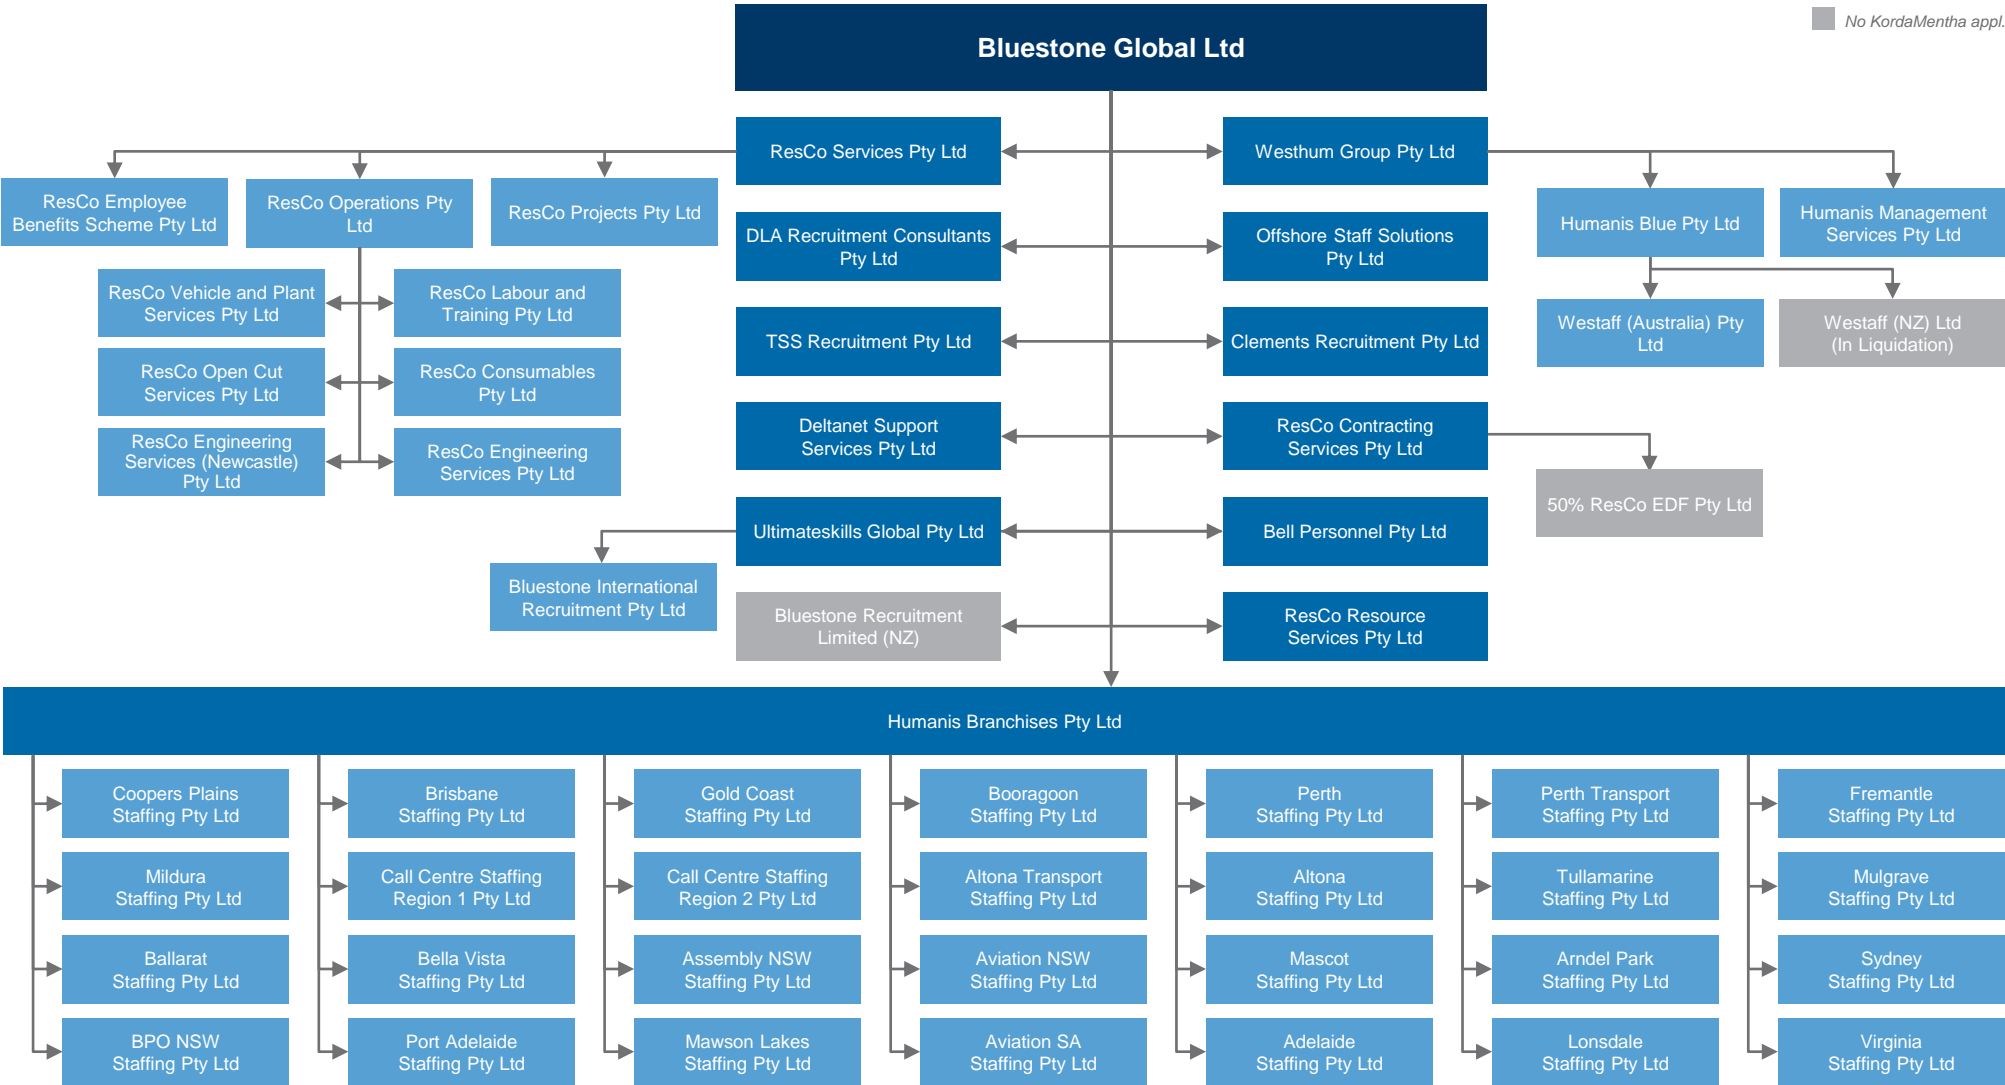 No KordaMentha appl.
Bluestone Global Ltd
ResCo Services Pty Ltd
Westhum Group Pty Ltd
ResCo Employee
Benefits Scheme Pty Ltd
ResCo Operations Pty
Ltd
ResCo Projects Pty Ltd
Humanis Blue Pty Ltd
Humanis Management
Services Pty Ltd
DLA Recruitment Consultants
Pty Ltd
Offshore Staff Solutions
Pty Ltd
ResCo Vehicle and Plant
Services Pty Ltd
ResCo Labour and
Training Pty Ltd
TSS Recruitment Pty Ltd
Clements Recruitment Pty Ltd
Westaff (Australia) Pty
Ltd
Westaff (NZ) Ltd
(In Liquidation)
ResCo Open Cut
Services Pty Ltd
ResCo Consumables
Pty Ltd
Deltanet Support
Services Pty Ltd
ResCo Contracting
Services Pty Ltd
ResCo Engineering
Services (Newcastle)
Pty Ltd
ResCo Engineering
Services Pty Ltd
50% ResCo EDF Pty Ltd
Ultimateskills Global Pty Ltd
Bell Personnel Pty Ltd
Bluestone International
Recruitment Pty Ltd
Bluestone Recruitment
Limited (NZ)
ResCo Resource
Services Pty Ltd
Humanis Branchises Pty Ltd
Coopers Plains
Staffing Pty Ltd
Brisbane
Staffing Pty Ltd
Gold Coast
Staffing Pty Ltd
Booragoon
Staffing Pty Ltd
Perth
Staffing Pty Ltd
Perth Transport
Staffing Pty Ltd
Fremantle
Staffing Pty Ltd
Mildura
Staffing Pty Ltd
Call Centre Staffing
Region 1 Pty Ltd
Call Centre Staffing
Region 2 Pty Ltd
Altona Transport
Staffing Pty Ltd
Altona
Staffing Pty Ltd
Tullamarine
Staffing Pty Ltd
Mulgrave
Staffing Pty Ltd
Ballarat
Staffing Pty Ltd
Bella Vista
Staffing Pty Ltd
Assembly NSW
Staffing Pty Ltd
Aviation NSW
Staffing Pty Ltd
Mascot
Staffing Pty Ltd
Arndel Park
Staffing Pty Ltd
Sydney
Staffing Pty Ltd
BPO NSW
Staffing Pty Ltd
Port Adelaide
Staffing Pty Ltd
Mawson Lakes
Staffing Pty Ltd
Aviation SA
Staffing Pty Ltd
Adelaide
Staffing Pty Ltd
Lonsdale
Staffing Pty Ltd
Virginia
Staffing Pty Ltd